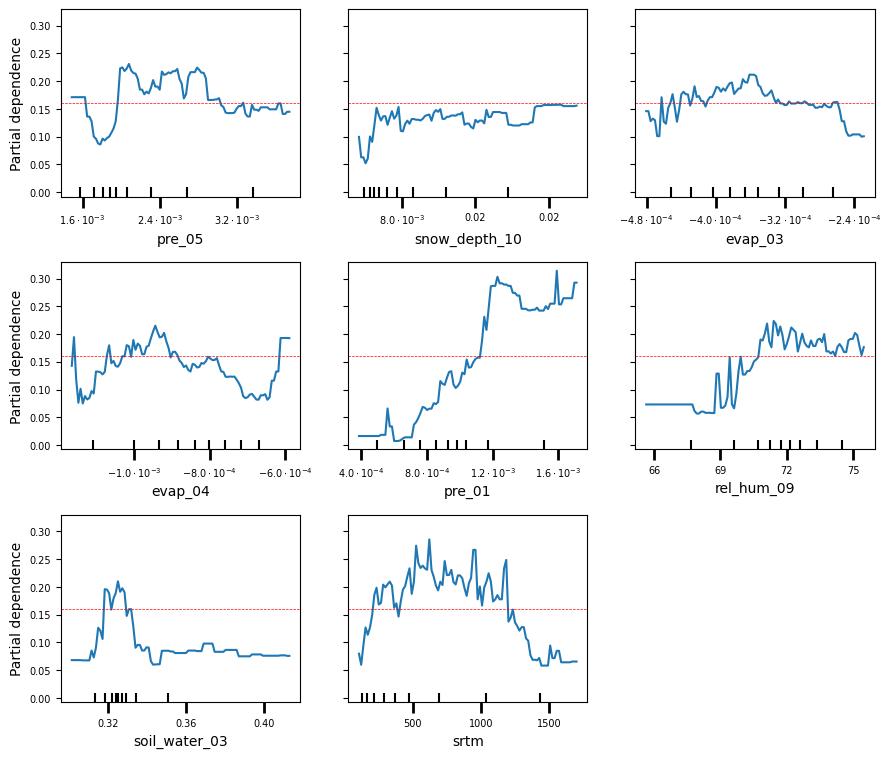 0.30
0.25
0.20
0.15
0.10
0.05
0.00
Partial dependence
1.6·10⁻³ 2.4·10⁻³ 3.2·10⁻³
pre_05
8.0·10⁻³ 0.02 0.02
snow_depth_10
−4.8·10⁻⁴ −4.0·10⁻⁴ −3.2·10⁻⁴ −2.4·10⁻⁴
evap_03
0.30
0.25
0.20
0.15
0.10
0.05
0.00
Partial dependence
−1.0·10⁻³ −8.0·10⁻⁴ −6.0·10⁻⁴
evap_04
4.0·10⁻⁴ 8.0·10⁻⁴ 1.2·10⁻³ 1.6·10⁻³
pre_01
66 69 72 75
rel_hum_09
0.30
0.25
0.20
0.15
0.10
0.05
0.00
Partial dependence
0.32 0.36 0.40
soil_water_03
500 1000 1500
srtm